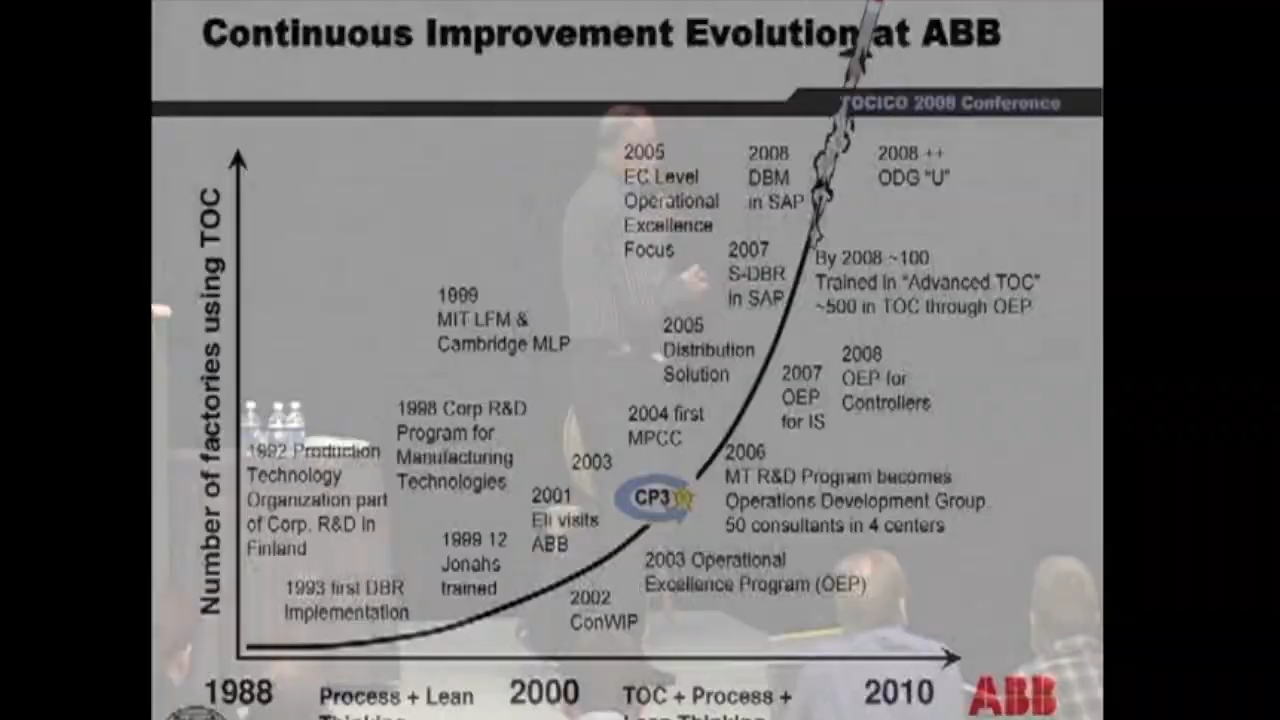 Continuous Improvement Evolution at ABB
TOCICO 2008 Conference
Number of factories using TOC
2005
EC Level
Operational
Excellence
Focus
2008
DBM
in SAP
2008 ++
ODG "U"
2007
S-DBR
in SAP
By 2008 ~100
Trained in "Advanced TOC"
~500 in TOC through OEP
1999
MIT LFM &
Cambridge MLP
2005
Distribution
Solution
2007
OEP
for IS
2008
OEP for
Controllers
1998 Corp R&D
Program for
Manufacturing
Technologies
2004 first
MPCC
1992 Production
Technology
Organization part
of Corp. R&D in
Finland
2003
CP3
2006
MT R&D Program becomes
Operations Development Group
50 consultants in 4 centers
2001
Eli visits
ABB
1999 12
Jonahs
trained
2003 Operational
Excellence Program (OEP)
1993 first DBR
Implementation
2002
ConWIP
1988
Process + Lean
Thinking
2000
TOC + Process +
Lean Thinking
2010
ABB